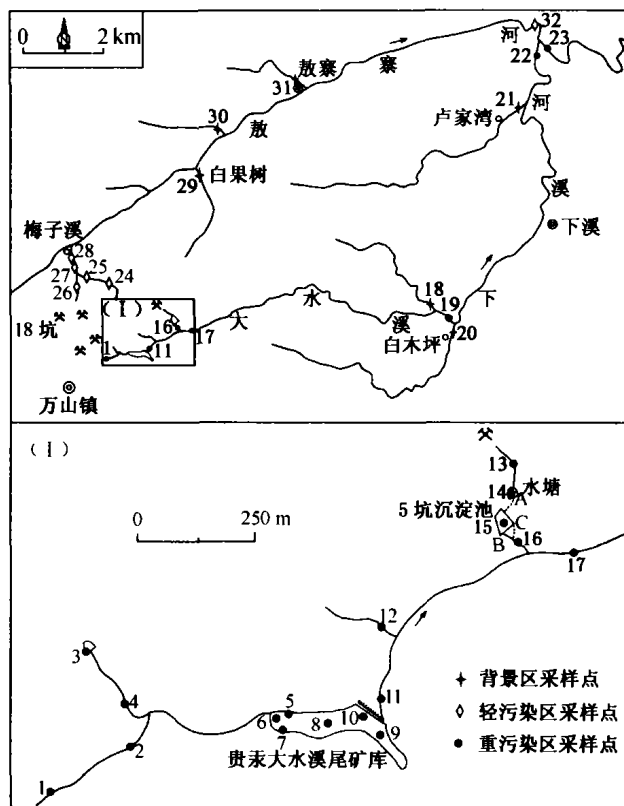 0 2 km
32
河
23
22
敖寨
寨
31
21
河
卢家湾
30
敖
29
白果树
溪
下溪
梅子溪
28
27
25
24
26
18
水
下
(I)
大
19
溪
18坑
16
17
20
1
11
白木坪
万山镇
(I)
13
14
水塘
A
0 250 m
5坑沉淀池
15
C
B
16
17
12
3
背景区采样点
4
11
轻污染区采样点
5
6
8
10
2
7
9
重污染区采样点
贵汞大水溪尾矿库
1